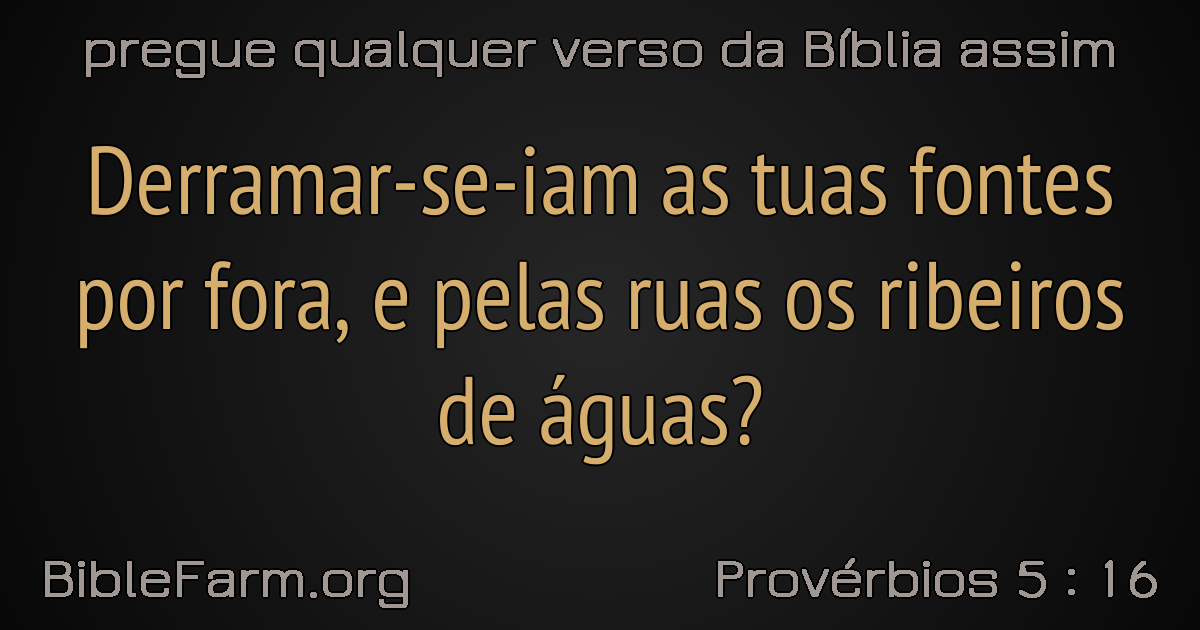 pregue qualquer verso da Bíblia assim
Derramar-se-iam as tuas fontes
por fora, e pelas ruas os ribeiros
de águas?
BibleFarm.org
Provérbios 5 : 16